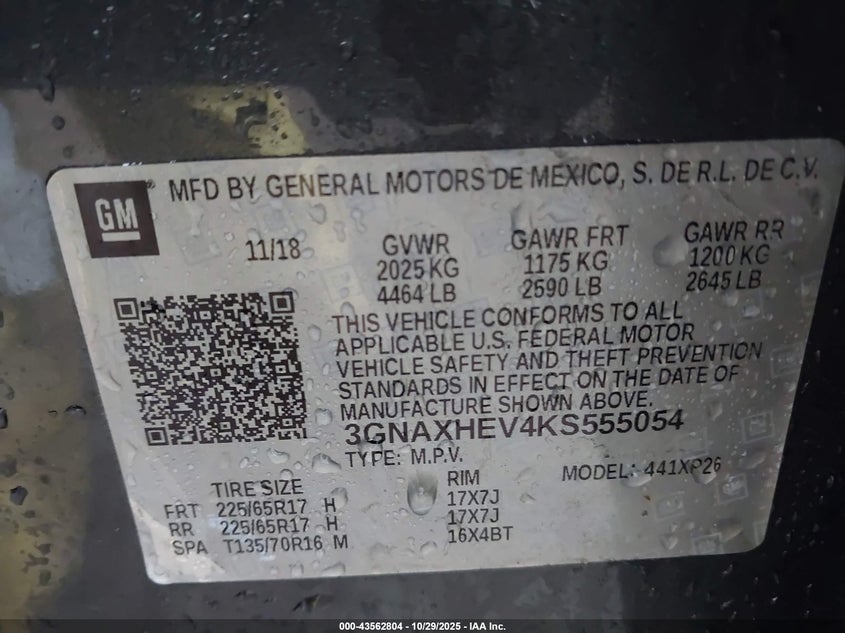 GM
MFD BY GENERAL MOTORS DE MEXICO, S. DE R.L. DE C.V.
11/18
GVWR
2025 KG
4464 LB
GAWR FRT
1175 KG
2590 LB
GAWR RR
1200 KG
2645 LB
THIS VEHICLE CONFORMS TO ALL
APPLICABLE U.S. FEDERAL MOTOR
VEHICLE SAFETY AND THEFT PREVENTION
STANDARDS IN EFFECT ON THE DATE OF
MANUFACTURE SHOWN ABOVE.
3GNAXHEV4KS555054
TYPE: M.P.V.
MODEL: 441XP26
TIRE SIZE RIM
FRT 225/65R17 H 17X7J
RR 225/65R17 H 17X7J
SPA T135/70R16 M 16X4BT
000-43562804 | 10/29/2025 - IAA Inc.